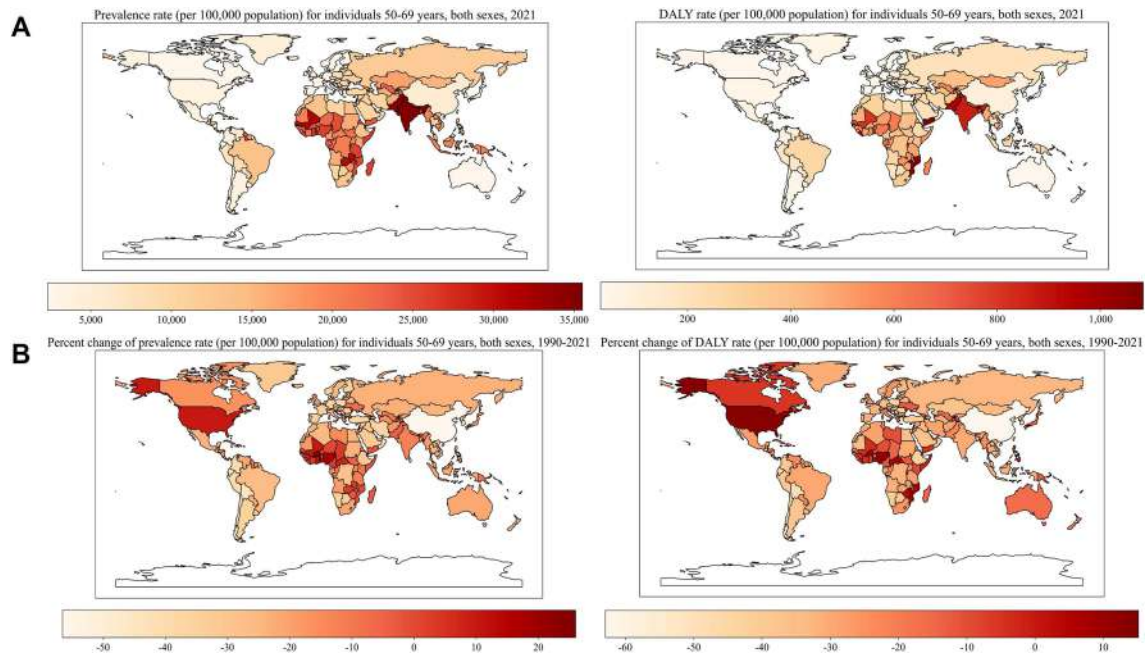 A
Prevalence rate (per 100,000 population) for individuals 50-69 years, both sexes, 2021
DALY rate (per 100,000 population) for individuals 50-69 years, both sexes, 2021
5,000 10,000 15,000 20,000 25,000 30,000 35,000
200 400 600 800 1,000
B
Percent change of prevalence rate (per 100,000 population) for individuals 50-69 years, both sexes, 1990-2021
Percent change of DALY rate (per 100,000 population) for individuals 50-69 years, both sexes, 1990-2021
-50 -40 -30 -20 -10 0 10 20
-60 -50 -40 -30 -20 -10 0 10